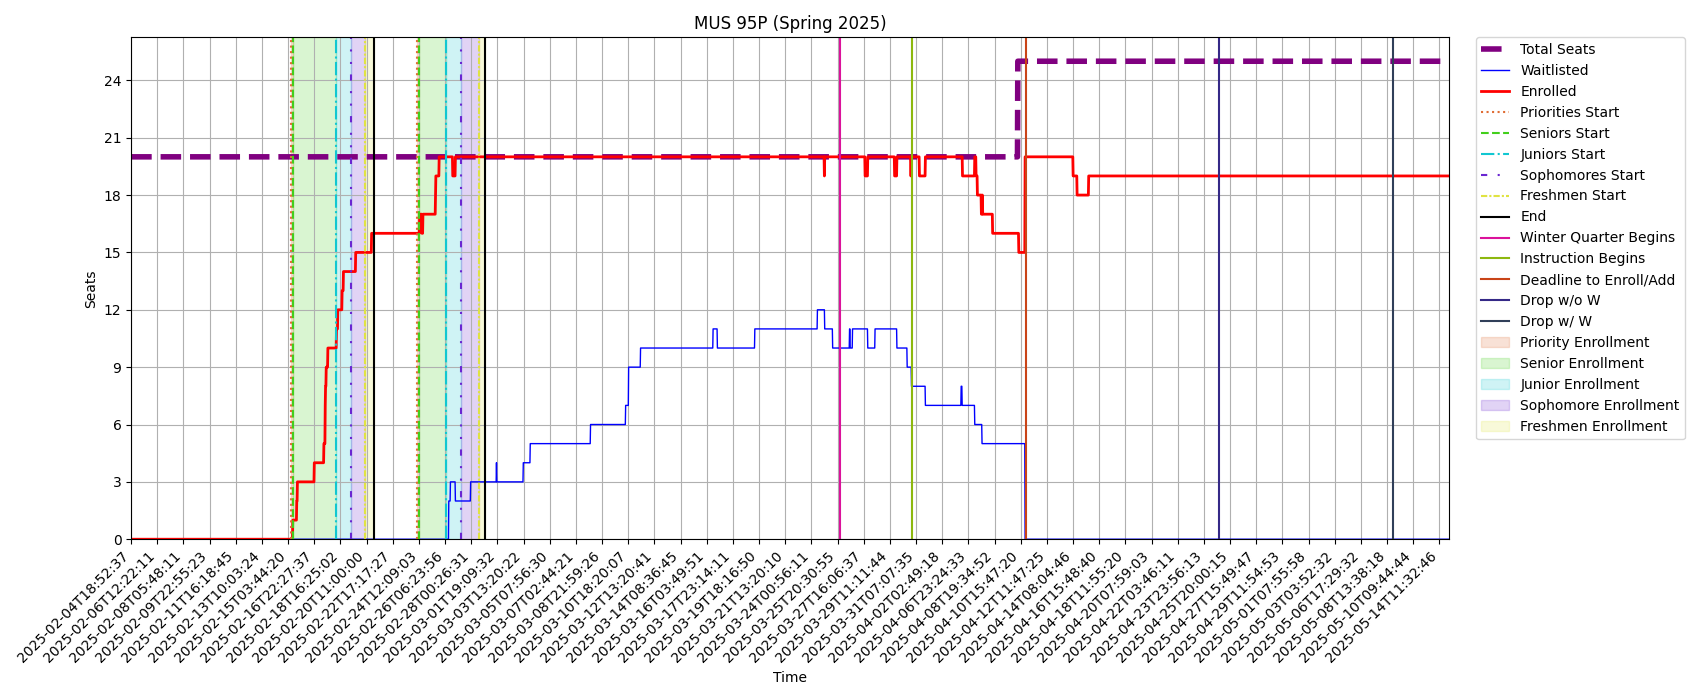 MUS 95P (Spring 2025)
Seats
24
21
18
15
12
9
6
3
0
2025-02-04T18:52:37
2025-02-06T12:22:11
2025-02-08T05:48:11
2025-02-09T22:55:23
2025-02-11T16:18:45
2025-02-13T10:03:24
2025-02-15T03:44:20
2025-02-16T22:27:37
2025-02-18T16:25:02
2025-02-20T11:00:00
2025-02-22T17:17:27
2025-02-24T12:09:03
2025-02-26T06:23:56
2025-02-28T00:26:31
2025-03-01T19:09:32
2025-03-03T13:20:22
2025-03-05T07:56:30
2025-03-07T02:44:21
2025-03-08T21:59:26
2025-03-10T18:20:07
2025-03-12T13:20:41
2025-03-14T08:36:45
2025-03-16T03:49:51
2025-03-17T23:14:11
2025-03-19T18:16:50
2025-03-21T13:20:10
2025-03-24T00:56:11
2025-03-25T20:30:55
2025-03-27T16:06:37
2025-03-29T11:11:44
2025-03-31T07:07:35
2025-04-02T02:49:18
2025-04-06T23:24:33
2025-04-08T19:34:52
2025-04-10T15:47:20
2025-04-12T11:47:25
2025-04-14T08:04:46
2025-04-16T15:48:40
2025-04-18T11:55:20
2025-04-20T07:59:03
2025-04-22T03:46:11
2025-04-23T23:56:13
2025-04-25T20:00:15
2025-04-27T15:49:47
2025-04-29T11:54:53
2025-05-01T07:55:58
2025-05-03T03:52:32
2025-05-06T17:29:32
2025-05-08T13:38:18
2025-05-10T09:44:44
2025-05-14T11:32:46
Time
Total Seats
Waitlisted
Enrolled
Priorities Start
Seniors Start
Juniors Start
Sophomores Start
Freshmen Start
End
Winter Quarter Begins
Instruction Begins
Deadline to Enroll/Add
Drop w/o W
Drop w/ W
Priority Enrollment
Senior Enrollment
Junior Enrollment
Sophomore Enrollment
Freshmen Enrollment